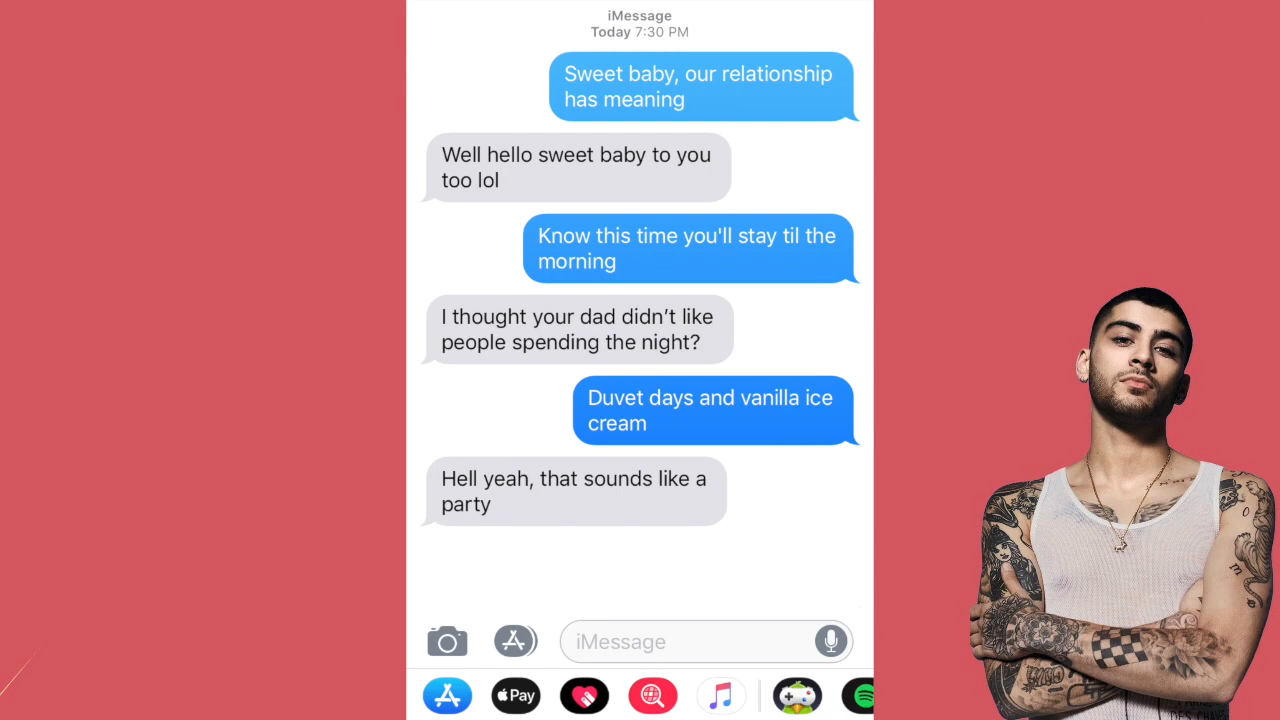 iMessage
Today 7:30 PM
Sweet baby, our relationship
has meaning
Well hello sweet baby to you
too lol
Know this time you'll stay til the
morning
I thought your dad didn’t like
people spending the night?
Duvet days and vanilla ice
cream
Hell yeah, that sounds like a
party
iMessage
Pay